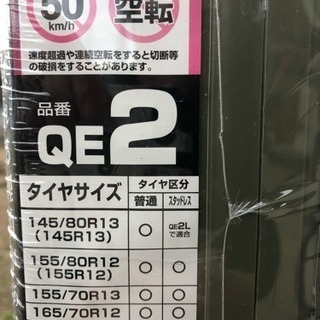 50
km/h
空転
速度超過や連続空転をすると切断等
の破損をすることがあります。
品番
QE2
タイヤサイズ
タイヤ区分
普通 スタッドレス
145/80R13
(145R13)
○ QE2L
で適合
155/80R12
(155R12)
○ ○
155/70R13 ○ ○
165/70R12 ○ ○